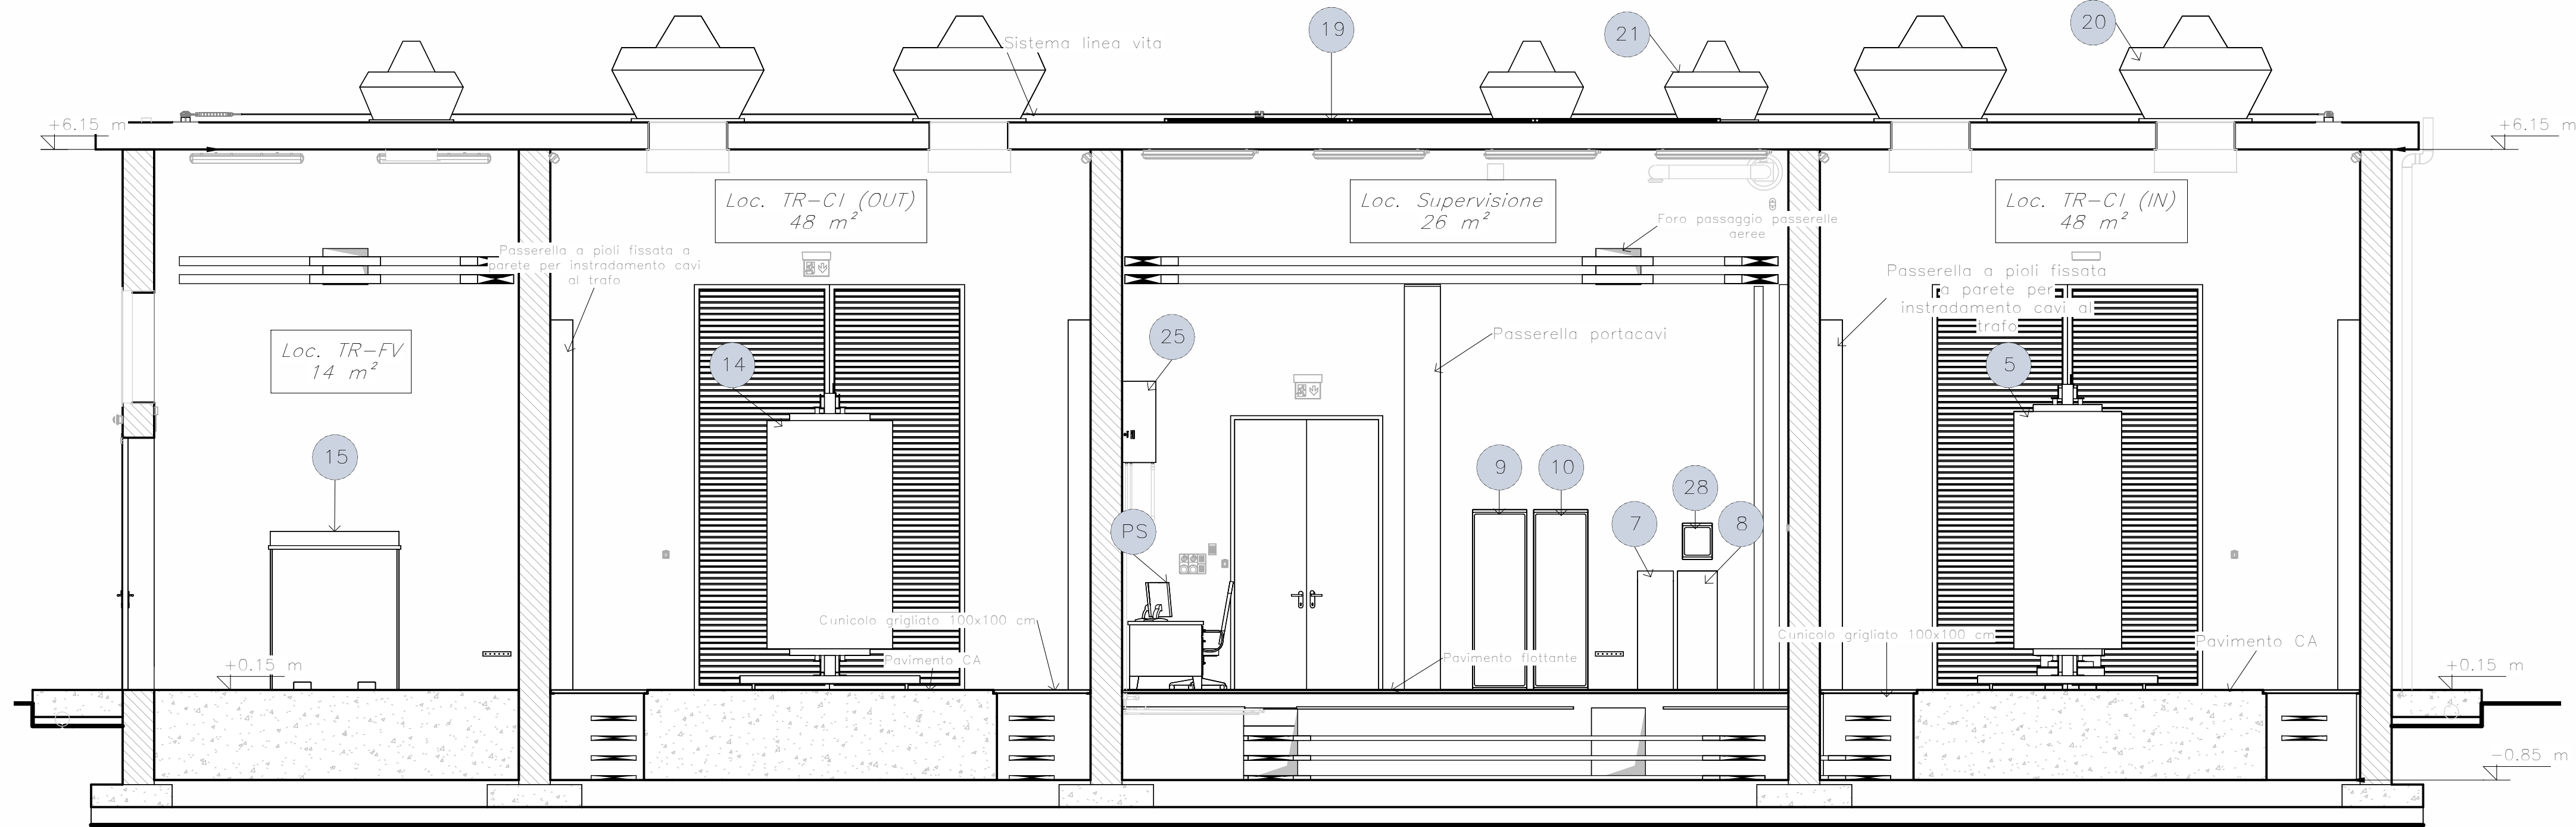 19
20
21
Sistema linea vita
+6.15 m
+6.15 m
Loc. TR-CI (OUT)
48 m²
Loc. Supervisione
26 m²
Loc. TR-CI (IN)
48 m²
Foro passaggio passerelle
aeree
Passerella a pioli fissata a
parete per instradamento cavi
al trafo
Passerella a pioli fissata
a parete per
instradamento cavi al
trafo
Loc. TR-FV
14 m²
25
Passerella portacavi
14
5
15
9
10
28
7
8
PS
Cunicolo grigliato 100x100 cm
Cunicolo grigliato 100x100 cm
Pavimento CA
Pavimento flottante
Pavimento CA
+0.15 m
+0.15 m
-0.85 m